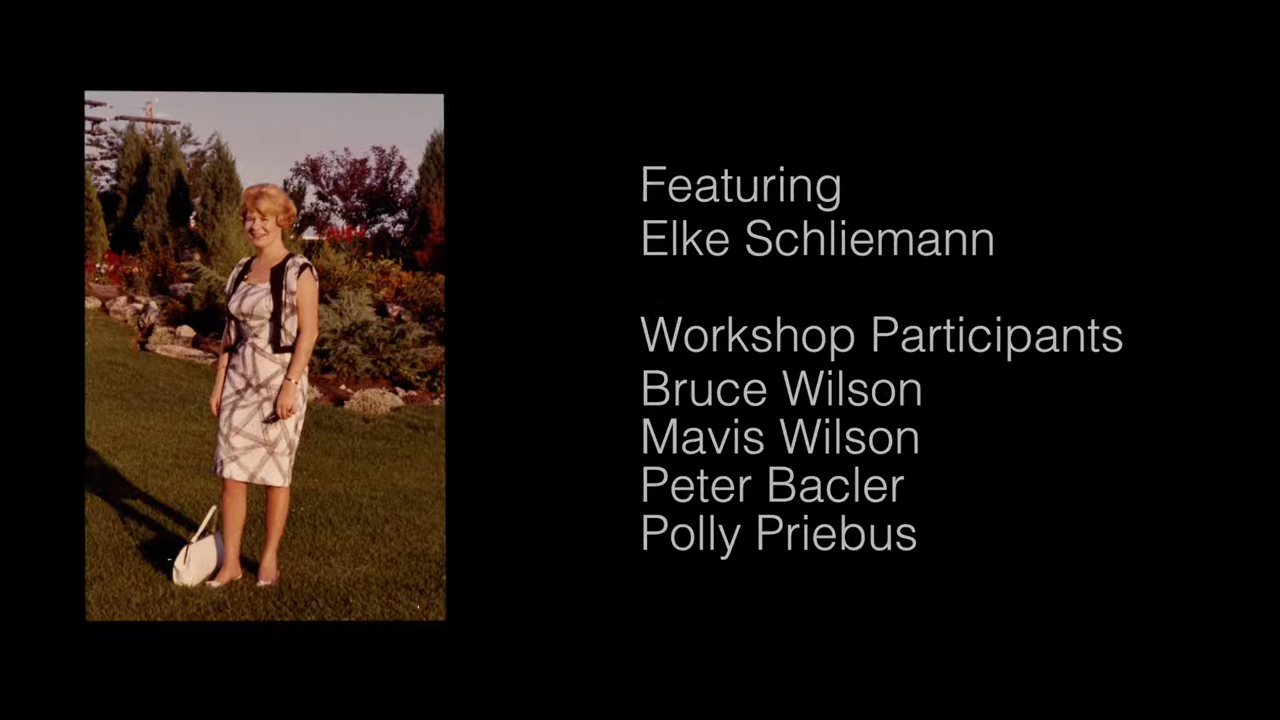 Featuring
Elke Schliemann
Workshop Participants
Bruce Wilson
Mavis Wilson
Peter Bacler
Polly Priebus